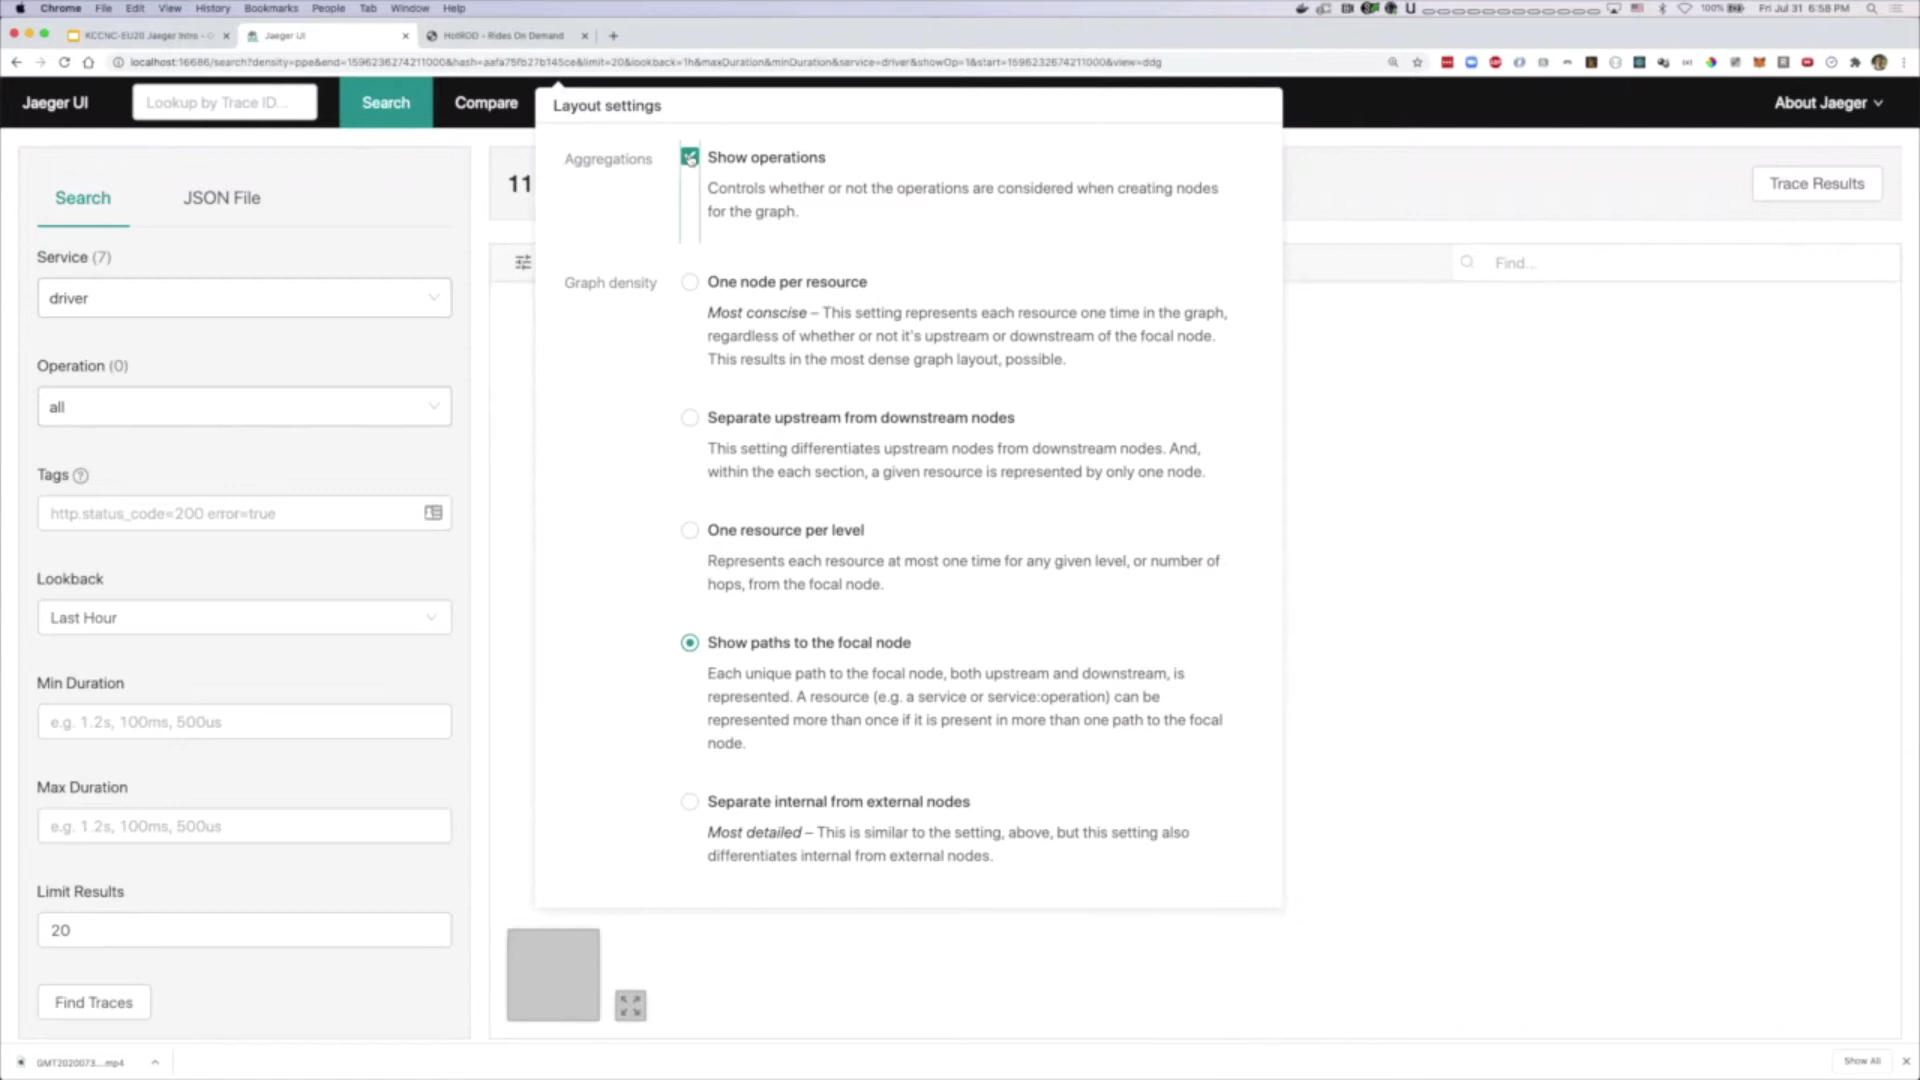 Chrome File Edit View History Bookmarks People Tab Window Help
100% Fri Jul 31 6:58 PM
KCCNC-EU20 Jaeger Intro - G
Jaeger UI
HotROD - Rides On Demand
localhost:16686/search?density=ppe&end=1596236274211000&hash=aafa75fb27b145ce&limit=20&lookback=1h&maxDuration&minDuration&service=driver&showOp=1&start=1596232674211000&view=ddg
Jaeger UI
Lookup by Trace ID...
Search
Compare
About Jaeger
Layout settings
Aggregations
Show operations
Controls whether or not the operations are considered when creating nodes
for the graph.
Graph density
One node per resource
Most conscise – This setting represents each resource one time in the graph,
regardless of whether or not it's upstream or downstream of the focal node.
This results in the most dense graph layout, possible.
Separate upstream from downstream nodes
This setting differentiates upstream nodes from downstream nodes. And,
within the each section, a given resource is represented by only one node.
One resource per level
Represents each resource at most one time for any given level, or number of
hops, from the focal node.
Show paths to the focal node
Each unique path to the focal node, both upstream and downstream, is
represented. A resource (e.g. a service or service:operation) can be
represented more than once if it is present in more than one path to the focal
node.
Separate internal from external nodes
Most detailed – This is similar to the setting, above, but this setting also
differentiates internal from external nodes.
Search
JSON File
Service (7)
driver
Operation (0)
all
Tags
http.status_code=200 error=true
Lookback
Last Hour
Min Duration
e.g. 1.2s, 100ms, 500us
Max Duration
e.g. 1.2s, 100ms, 500us
Limit Results
20
Find Traces
11
Trace Results
Find...
GMT2020073....mp4
Show All